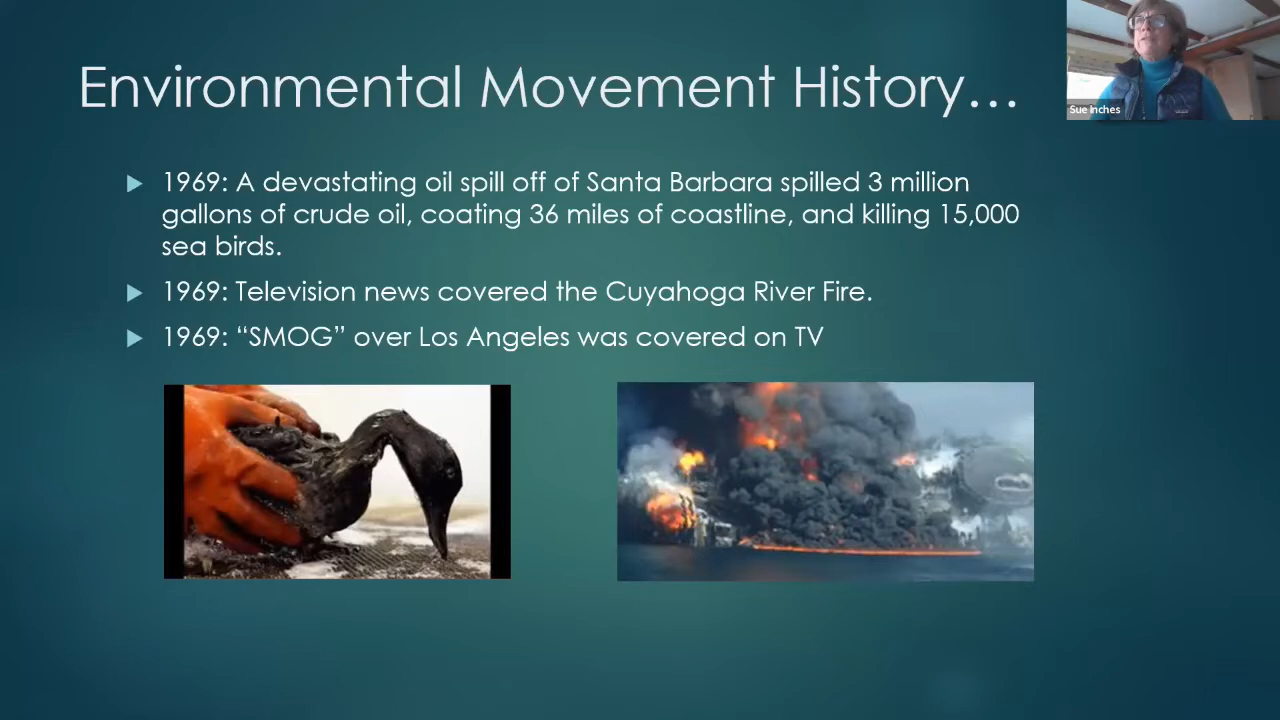 Environmental Movement History…
Sue Inches
1969: A devastating oil spill off of Santa Barbara spilled 3 million
gallons of crude oil, coating 36 miles of coastline, and killing 15,000
sea birds.
1969: Television news covered the Cuyahoga River Fire.
1969: “SMOG” over Los Angeles was covered on TV